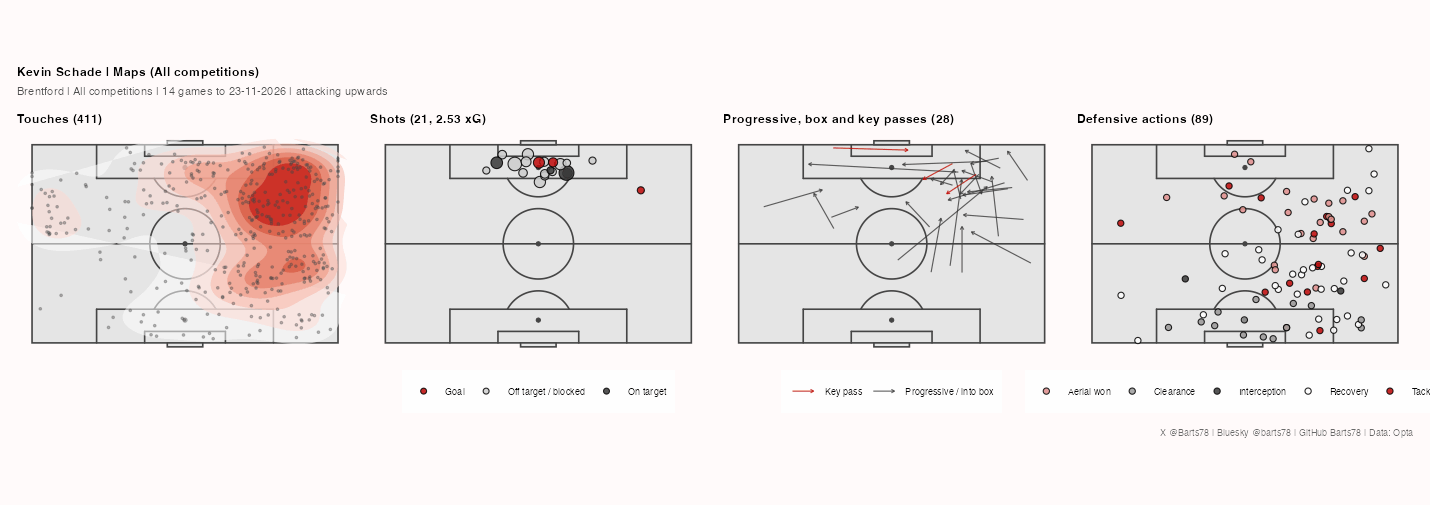 Kevin Schade | Maps (All competitions)
Brentford | All competitions | 14 games to 23-11-2026 | attacking upwards
Touches (411)
Shots (21, 2.53 xG)
Progressive, box and key passes (28)
Defensive actions (89)
Goal
Off target / blocked
On target
Key pass
Progressive / into box
Aerial won
Clearance
Interception
Recovery
Tack
X @Barts78 | Bluesky @barts78 | GitHub Barts78 | Data: Opta